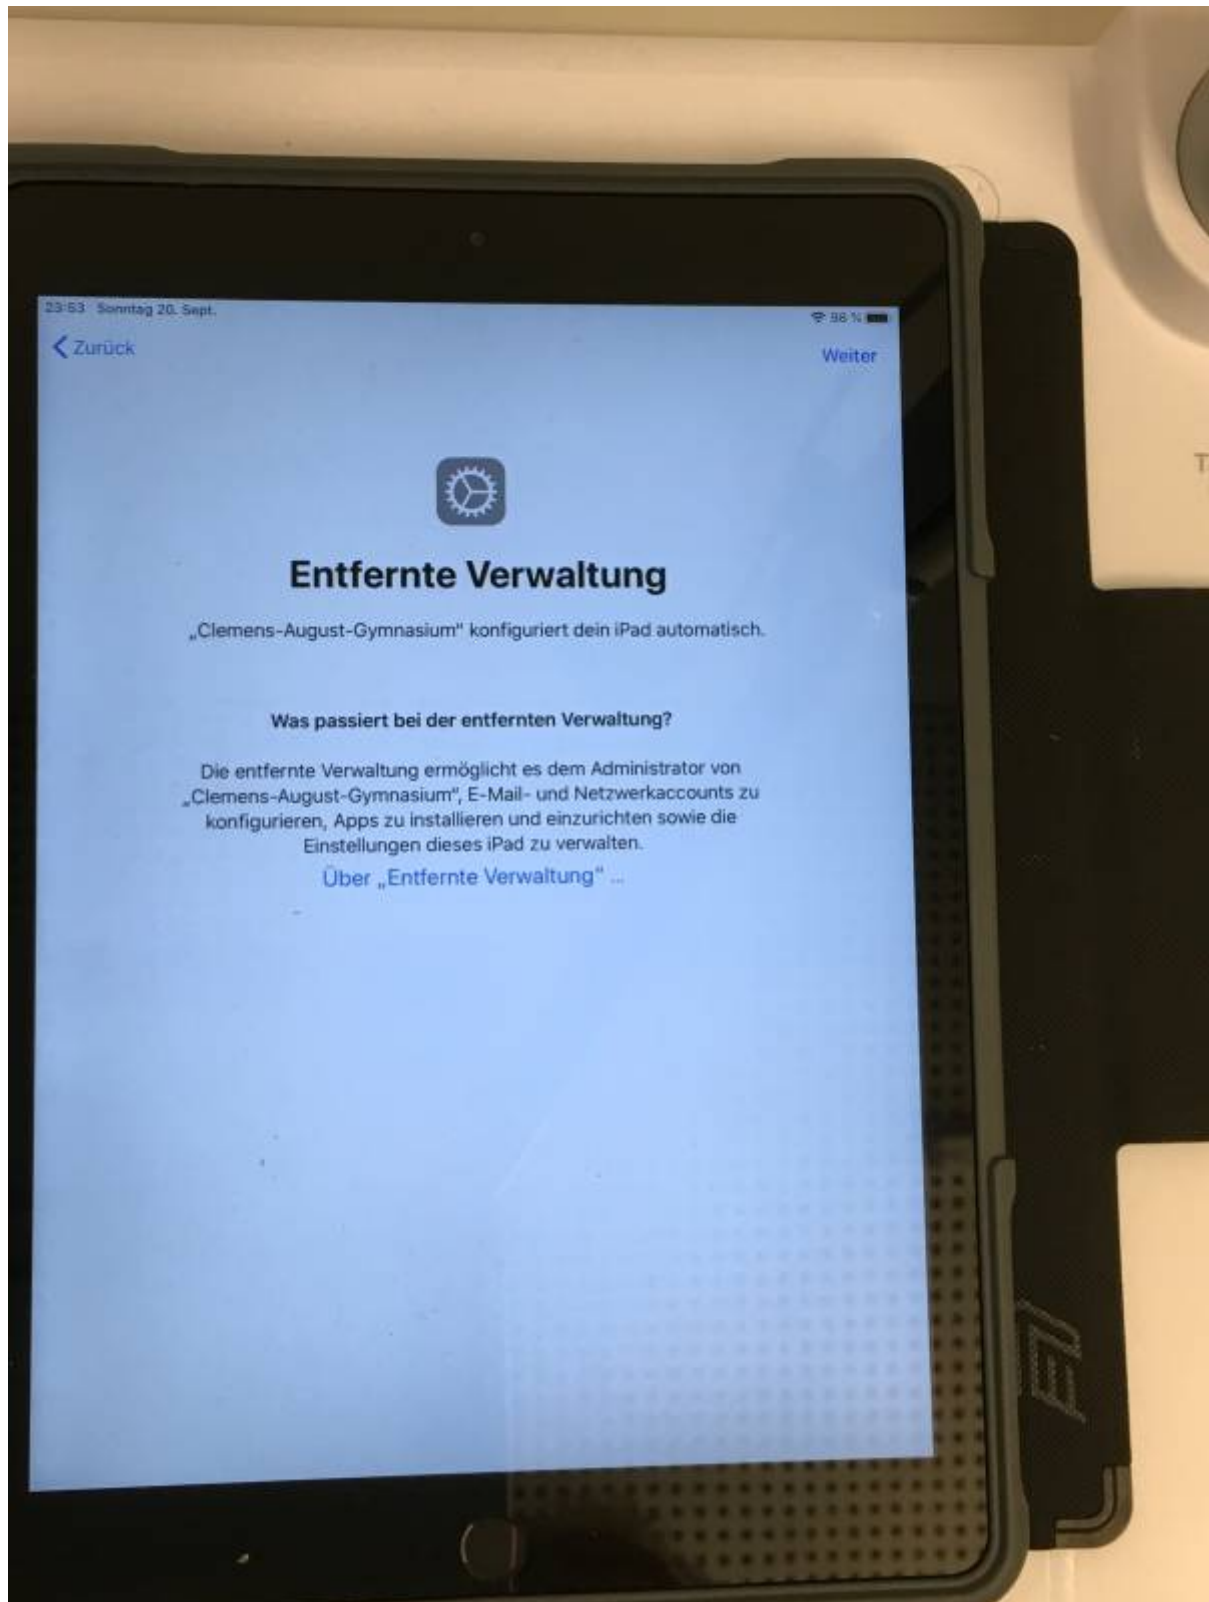 23:53 Sonntag 20. Sept.
98 %
Zurück
Weiter
Entfernte Verwaltung
„Clemens-August-Gymnasium“ konfiguriert dein iPad automatisch.
Was passiert bei der entfernten Verwaltung?
Die entfernte Verwaltung ermöglicht es dem Administrator von
„Clemens-August-Gymnasium“, E-Mail- und Netzwerkaccounts zu
konfigurieren, Apps zu installieren und einzurichten sowie die
Einstellungen dieses iPad zu verwalten.
Über „Entfernte Verwaltung“ ...